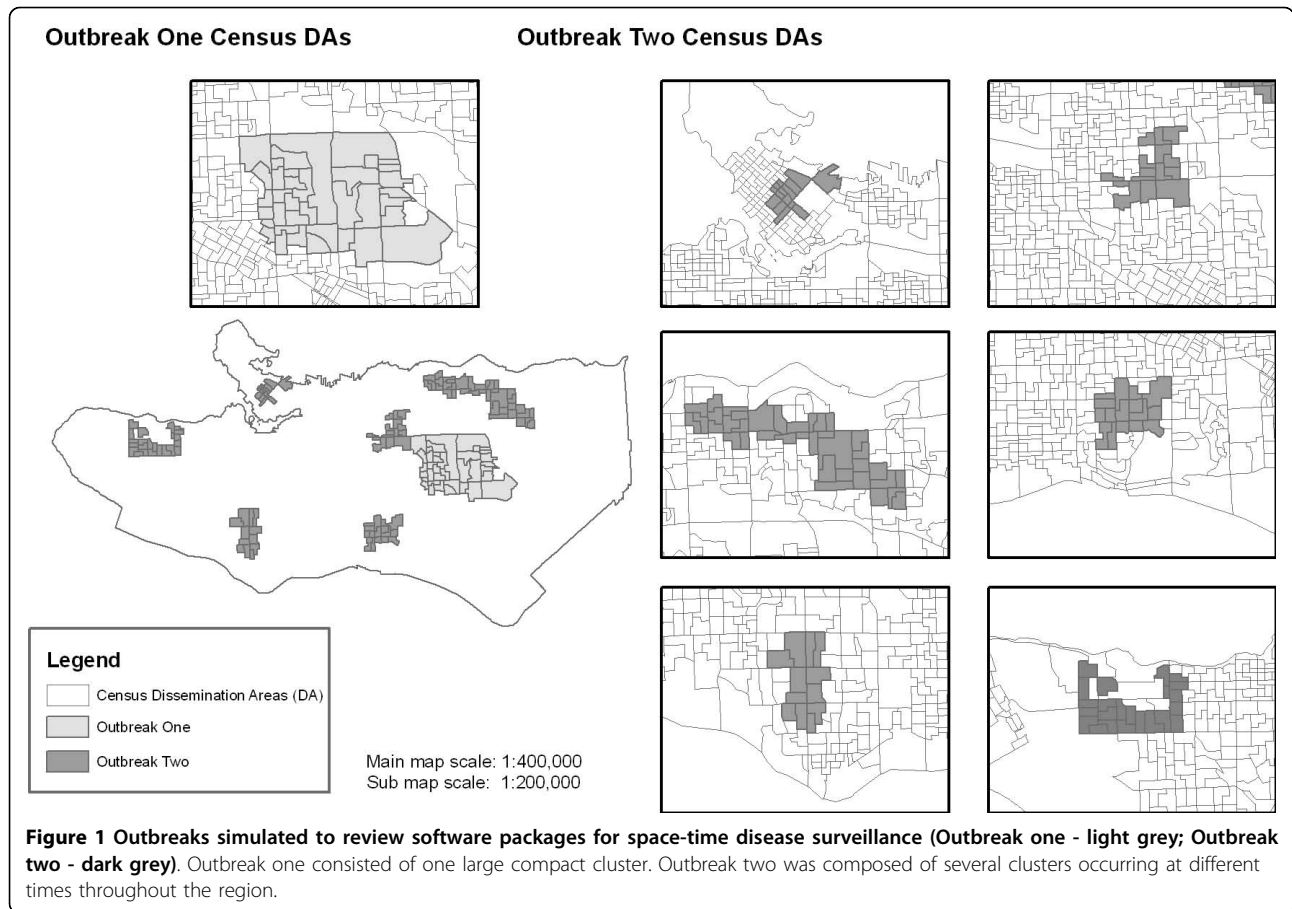 Outbreak One Census DAs
Outbreak Two Census DAs
Legend
Census Dissemination Areas (DA)
Outbreak One
Outbreak Two
Main map scale: 1:400,000
Sub map scale: 1:200,000
Figure 1 Outbreaks simulated to review software packages for space-time disease surveillance (Outbreak one - light grey; Outbreak
two - dark grey). Outbreak one consisted of one large compact cluster. Outbreak two was composed of several clusters occurring at different
times throughout the region.